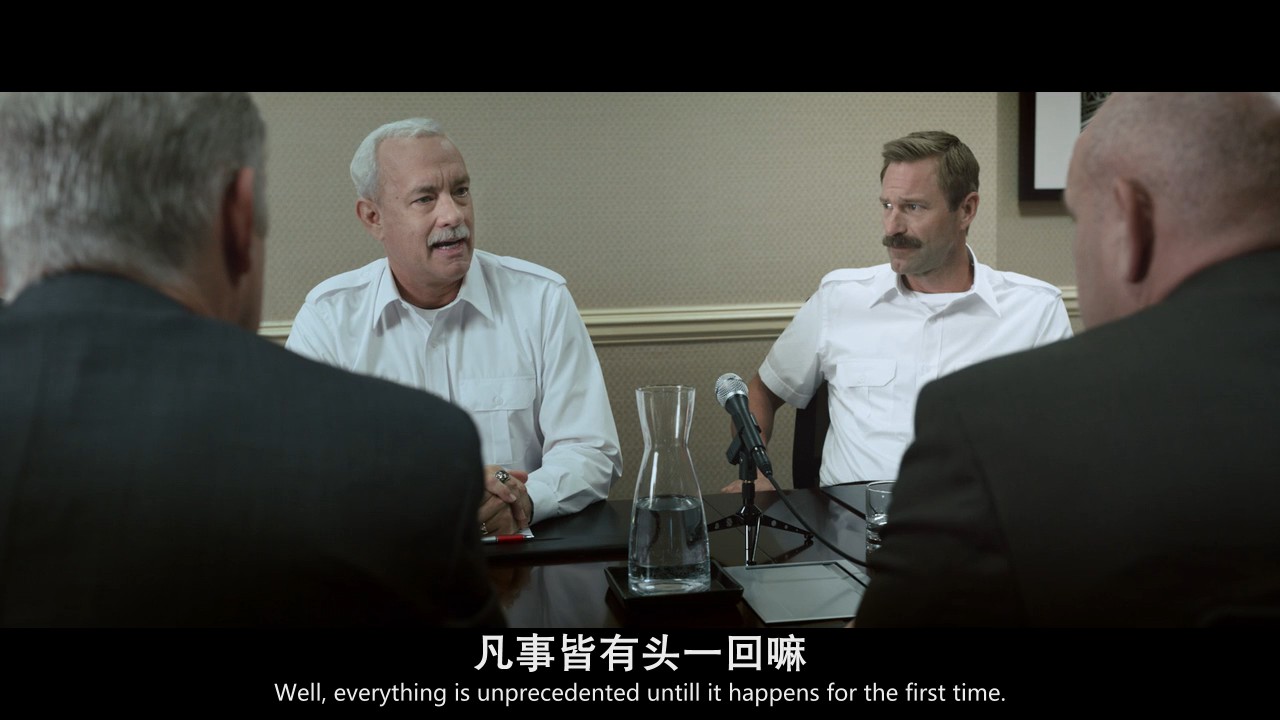 凡事皆有头一回嘛
Well, everything is unprecedented untill it happens for the first time.